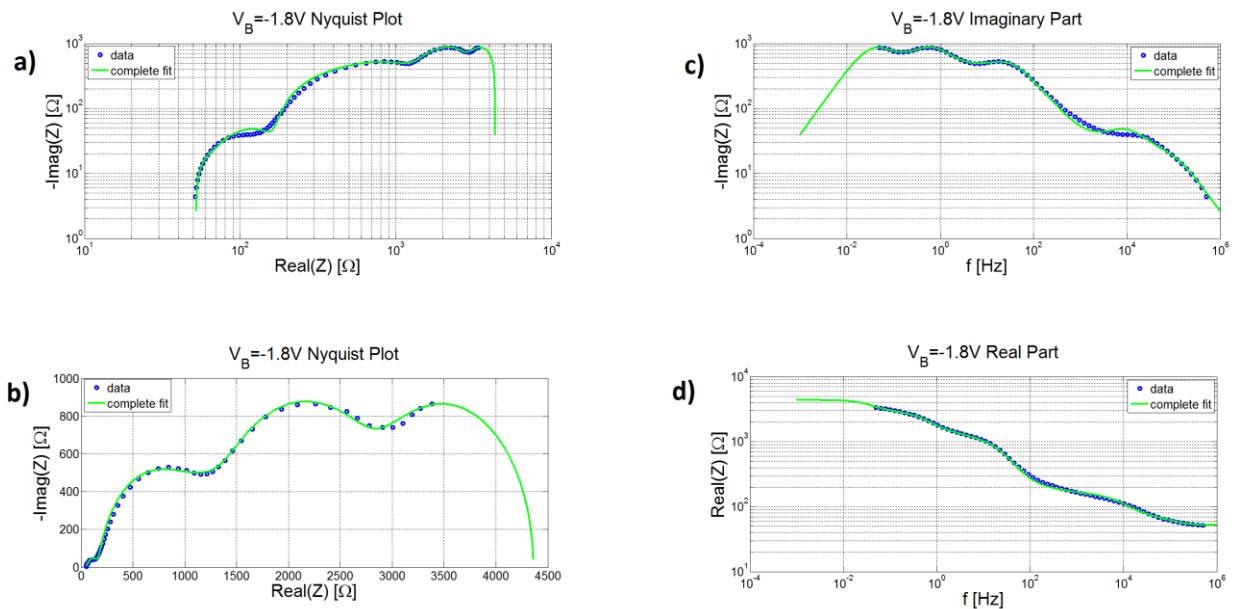 a)
V_B=-1.8V Nyquist Plot
data
complete fit
-Imag(Z) [Ω]
10^3
10^2
10^1
10^0
10^1 10^2 10^3 10^4
Real(Z) [Ω]
c)
V_B=-1.8V Imaginary Part
data
complete fit
-Imag(Z) [Ω]
10^3
10^2
10^1
10^0
10^-4 10^-2 10^0 10^2 10^4 10^6
f [Hz]
b)
V_B=-1.8V Nyquist Plot
data
complete fit
-Imag(Z) [Ω]
1000
800
600
400
200
0
0 500 1000 1500 2000 2500 3000 3500 4000 4500
Real(Z) [Ω]
d)
V_B=-1.8V Real Part
data
complete fit
Real(Z) [Ω]
10^4
10^3
10^2
10^1
10^-4 10^-2 10^0 10^2 10^4 10^6
f [Hz]